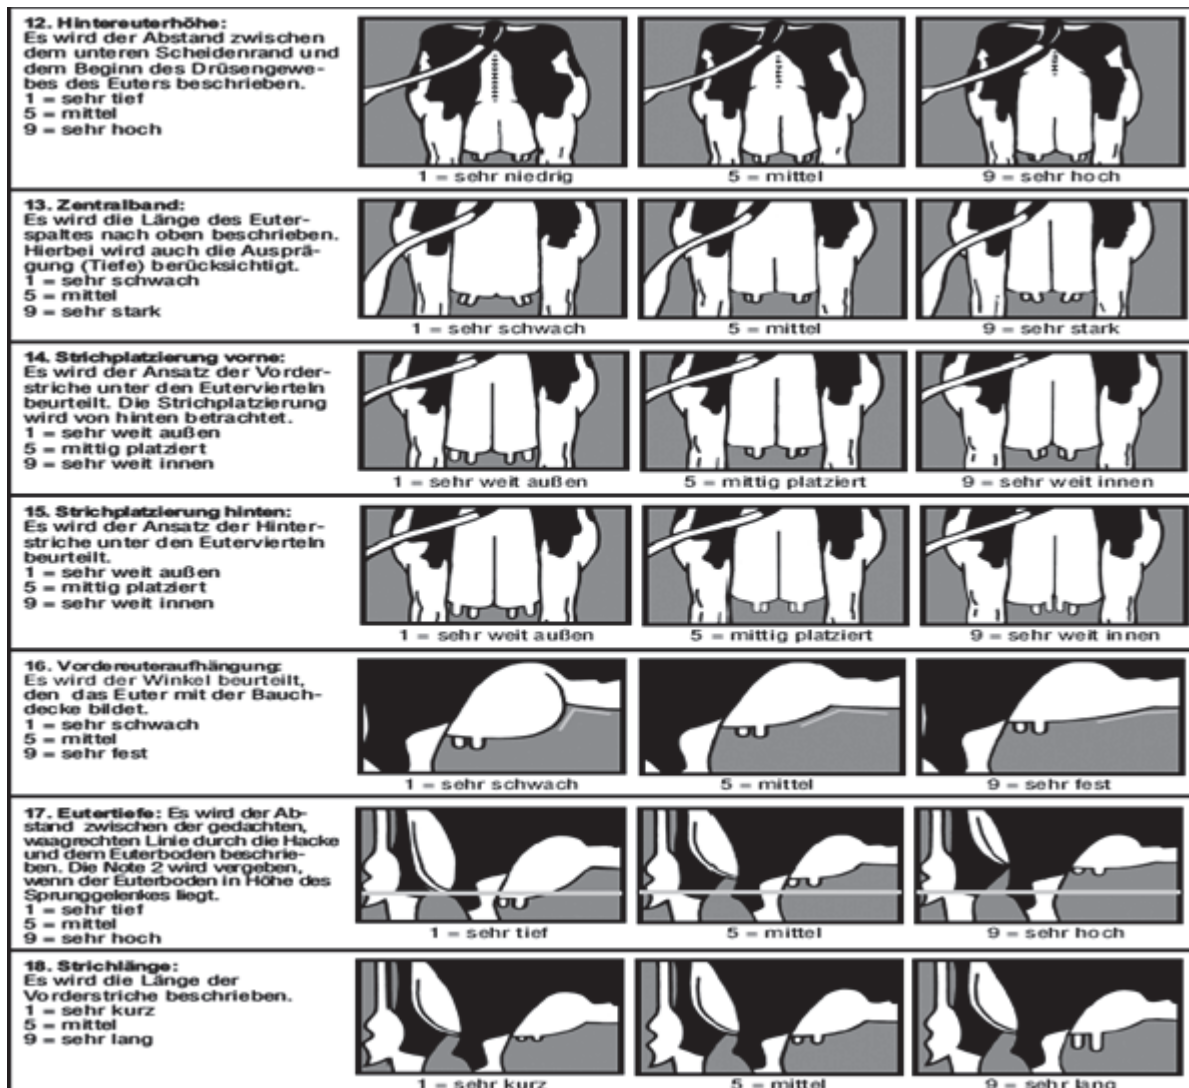 12. Hintereuterhöhe:
Es wird der Abstand zwischen
dem unteren Scheidenrand und
dem Beginn des Drüsengewe-
bes des Euters beschrieben.
1 = sehr tief
5 = mittel
9 = sehr hoch
1 = sehr niedrig
5 = mittel
9 = sehr hoch
13. Zentralband:
Es wird die Länge des Euter-
spaltes nach oben beschrieben.
Hierbei wird auch die Ausprä-
gung (Tiefe) berücksichtigt.
1 = sehr schwach
5 = mittel
9 = sehr stark
1 = sehr schwach
5 = mittel
9 = sehr stark
14. Strichplatzierung vorne:
Es wird der Ansatz der Vorder-
striche unter den Eutervierteln
beurteilt. Die Strichplatzierung
wird von hinten betrachtet.
1 = sehr weit außen
5 = mittig platziert
9 = sehr weit innen
1 = sehr weit außen
5 = mittig platziert
9 = sehr weit innen
15. Strichplatzierung hinten:
Es wird der Ansatz der Hinter-
striche unter den Eutervierteln
beurteilt.
1 = sehr weit außen
5 = mittig platziert
9 = sehr weit innen
1 = sehr weit außen
5 = mittig platziert
9 = sehr weit innen
16. Vordereuteraufhängung:
Es wird der Winkel beurteilt,
den das Euter mit der Bauch-
decke bildet.
1 = sehr schwach
5 = mittel
9 = sehr fest
1 = sehr schwach
5 = mittel
9 = sehr fest
17. Eutertiefe: Es wird der Ab-
stand zwischen der gedachten,
waagrechten Linie durch die Hacke
und dem Euterboden beschrie-
ben. Die Note 2 wird vergeben,
wenn der Euterboden in Höhe des
Sprunggelenkes liegt.
1 = sehr tief
5 = mittel
9 = sehr hoch
1 = sehr tief
5 = mittel
9 = sehr hoch
18. Strichlänge:
Es wird die Länge der
Vorderstriche beschrieben.
1 = sehr kurz
5 = mittel
9 = sehr lang
1 = sehr kurz
5 = mittel
9 = sehr lang